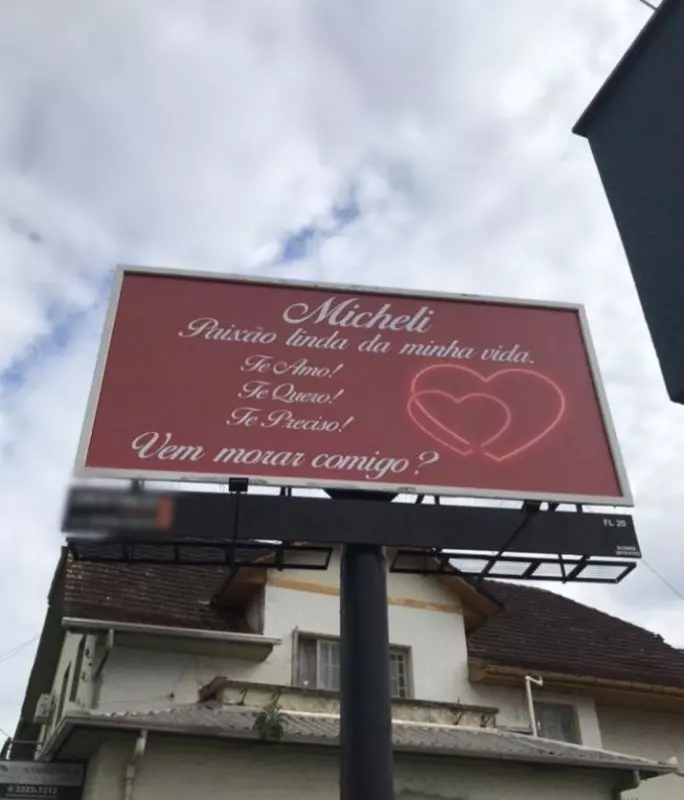 Micheli
Paixão linda da minha vida.
Te Amo!
Te Quero!
Te Preciso!
Vem morar comigo?
FL 20